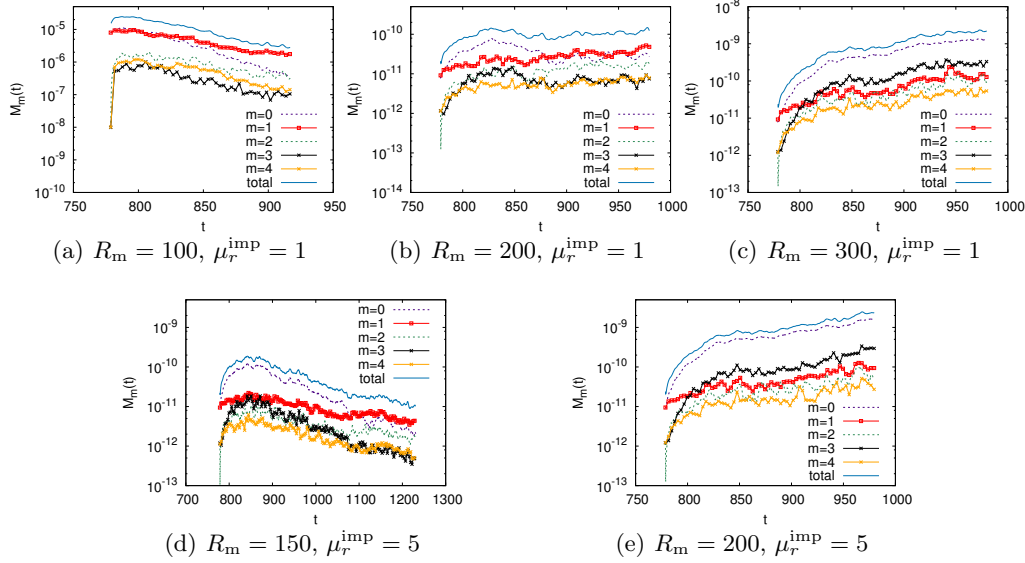 M_m(t)
10^-5
10^-6
10^-7
10^-8
10^-9
10^-10
750 800 850 900 950
t
m=0
m=1
m=2
m=3
m=4
total
(a) R_m = 100, μ_r^imp = 1
M_m(t)
10^-10
10^-11
10^-12
10^-13
10^-14
750 800 850 900 950 1000
t
m=0
m=1
m=2
m=3
m=4
total
(b) R_m = 200, μ_r^imp = 1
M_m(t)
10^-8
10^-9
10^-10
10^-11
10^-12
10^-13
750 800 850 900 950 1000
t
m=0
m=1
m=2
m=3
m=4
total
(c) R_m = 300, μ_r^imp = 1
M_m(t)
10^-9
10^-10
10^-11
10^-12
10^-13
700 800 900 1000 1100 1200 1300
t
m=0
m=1
m=2
m=3
m=4
total
(d) R_m = 150, μ_r^imp = 5
M_m(t)
10^-9
10^-10
10^-11
10^-12
10^-13
750 800 850 900 950 1000
t
m=0
m=1
m=2
m=3
m=4
total
(e) R_m = 200, μ_r^imp = 5